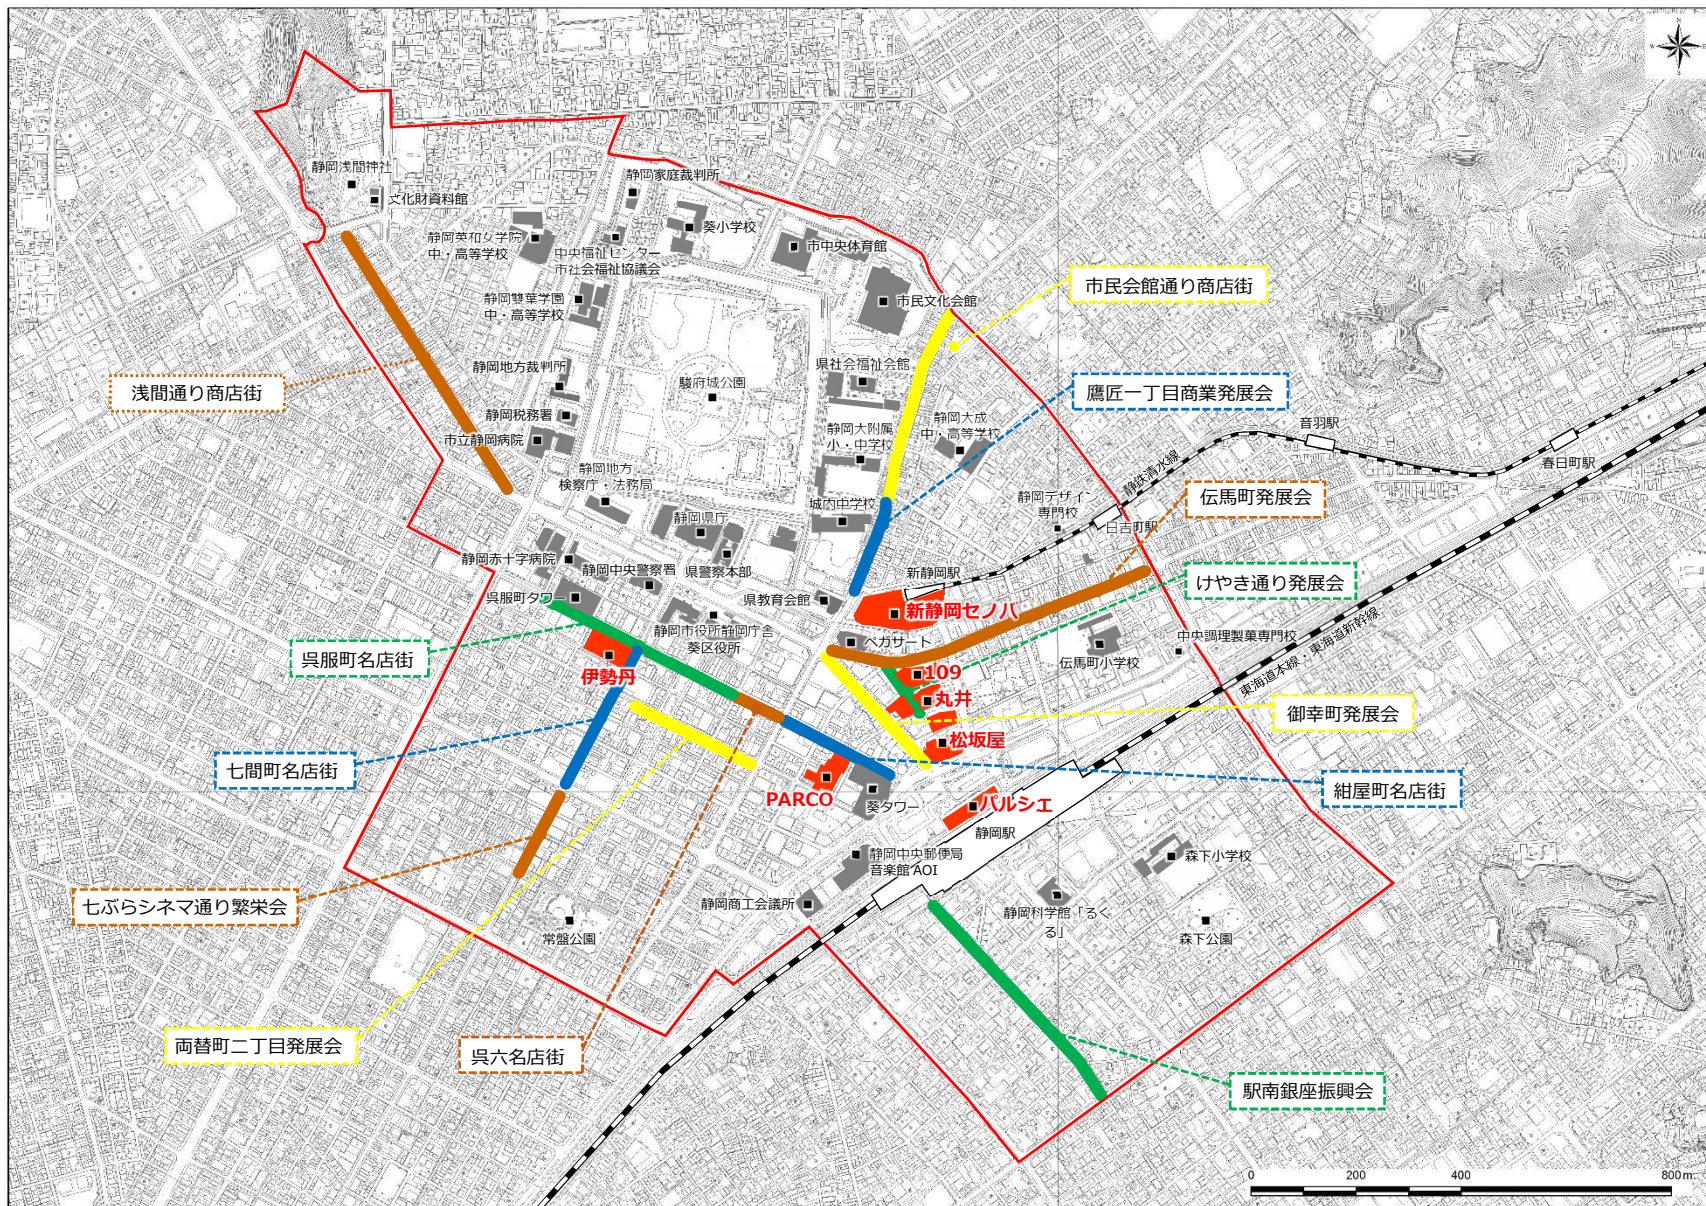 N
W
E
S
静岡浅間神社
文化財資料館
静岡家庭裁判所
葵小学校
静岡英和女学院
中・高等学校
中央福祉センター
市社会福祉協議会
市中央体育館
静岡雙葉学園
中・高等学校
市民文化会館
市民会館通り商店街
静岡地方裁判所
県社会福祉会館
駿府城公園
浅間通り商店街
鷹匠一丁目商業発展会
静岡税務署
市立静岡病院
静岡大附属
小・中学校
静岡大成
中・高等学校
音羽駅
春日町駅
静鉄清水線
静岡地方
検察庁・法務局
城内中学校
静岡デザイン
専門校
日吉町駅
伝馬町発展会
静岡県庁
静岡赤十字病院
静岡中央警察署
県警察本部
新静岡駅
けやき通り発展会
呉服町タワー
県教育会館
新静岡セノバ
静岡市役所静岡庁舎
葵区役所
ペガサート
伝馬町小学校
中央調理製菓専門校
東海道本線・東海道新幹線
呉服町名店街
伊勢丹
109
丸井
御幸町発展会
松坂屋
七間町名店街
紺屋町名店街
PARCO
葵タワー
パルシェ
静岡駅
静岡中央郵便局
音楽館 AOI
森下小学校
七ぶらシネマ通り繁栄会
静岡商工会議所
静岡科学館「るく
る」
常盤公園
森下公園
両替町二丁目発展会
呉六名店街
駅南銀座振興会
0 200 400 800m